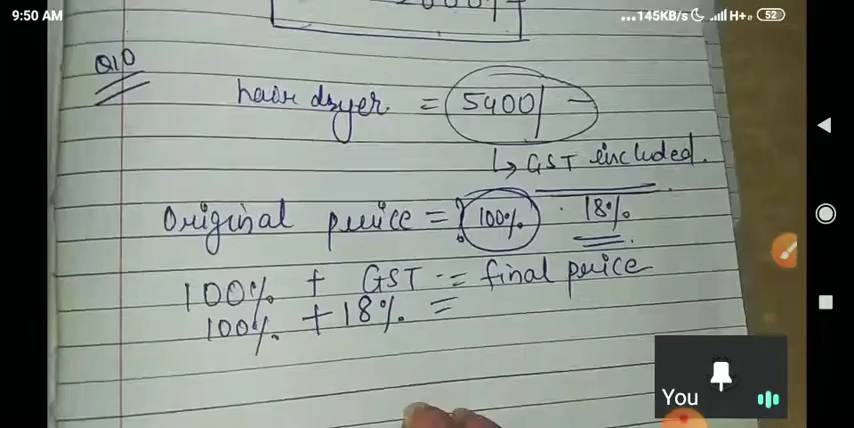 9:50 AM
...145KB/s H+ 52
20001
Q10
hair dryer = 5400/-
↳ GST included.
Original price = ? 100% . 18%
100% + GST = final price
100% + 18% =
You